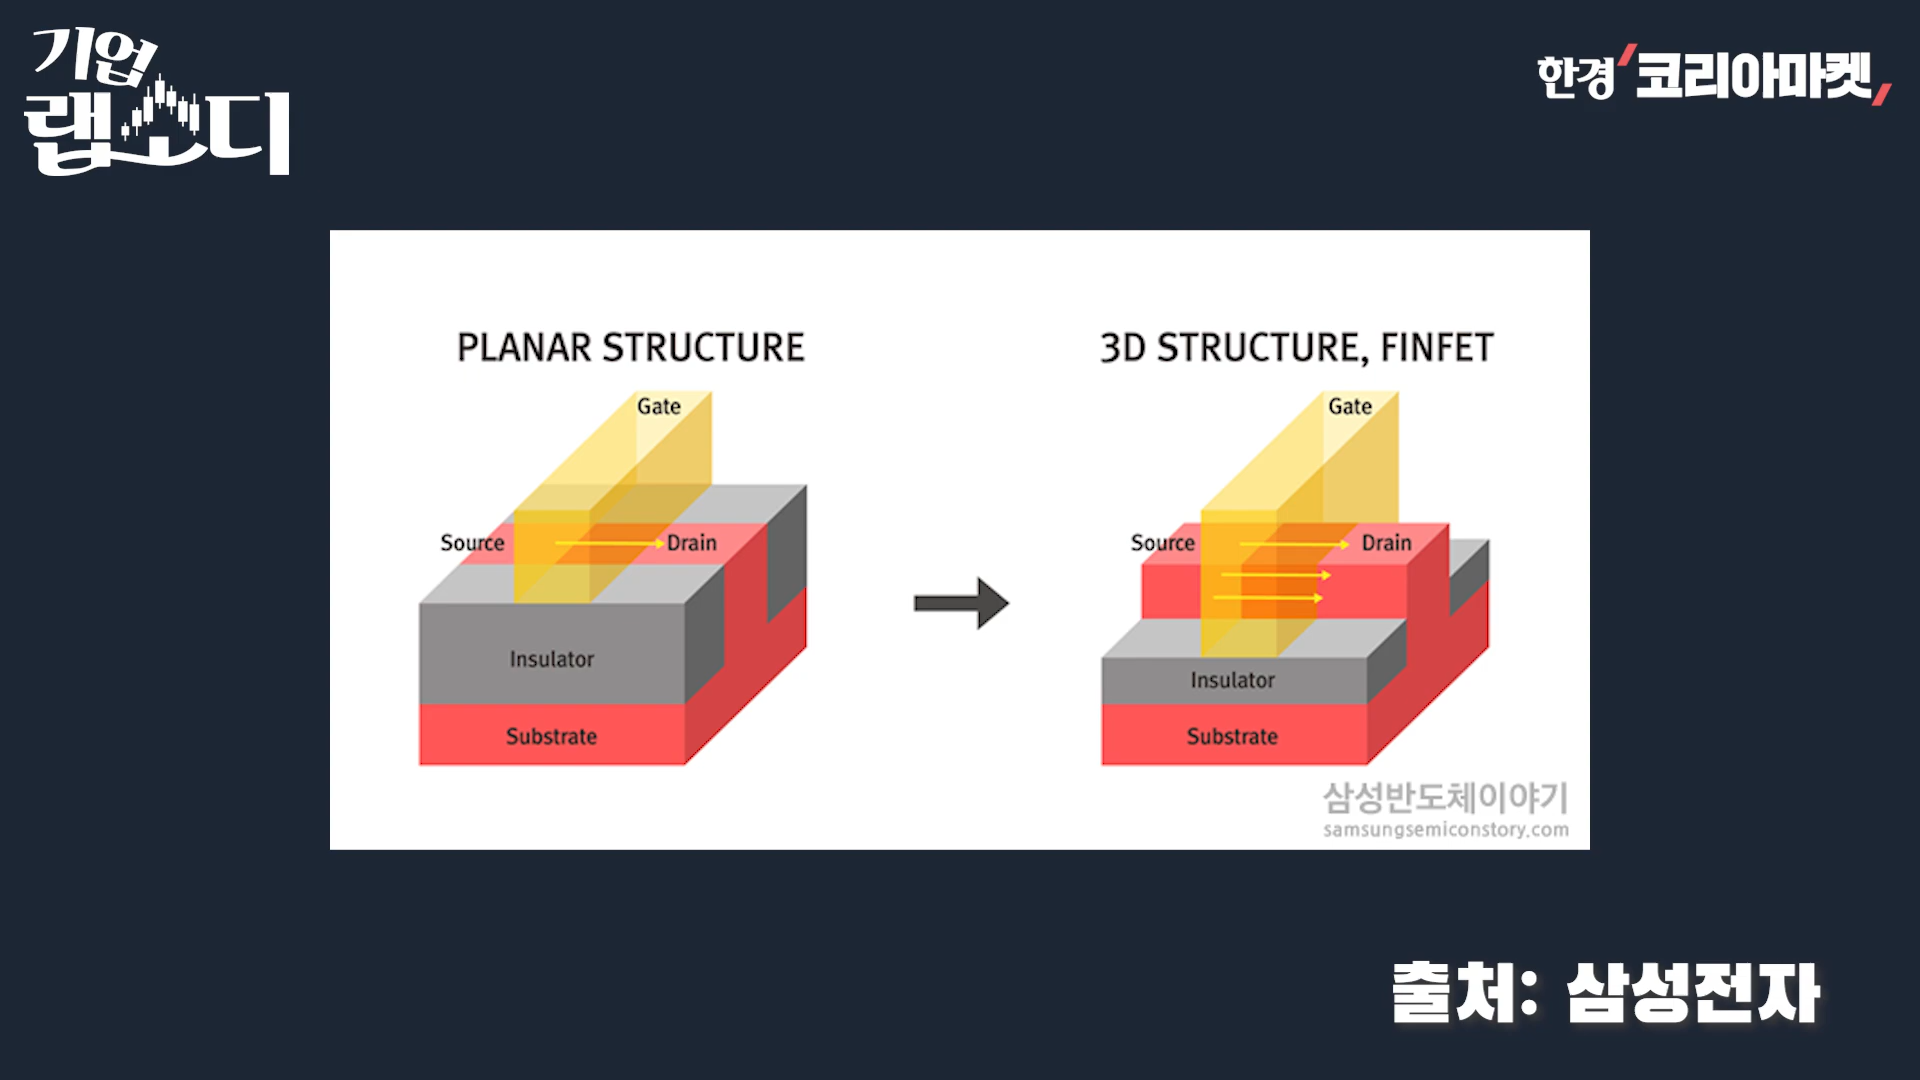 기업
랩소디
한경 코리아마켓
PLANAR STRUCTURE
Gate
Source
Drain
Insulator
Substrate
3D STRUCTURE, FINFET
Gate
Source
Drain
Insulator
Substrate
삼성반도체이야기
samsungsemiconstory.com
출처: 삼성전자